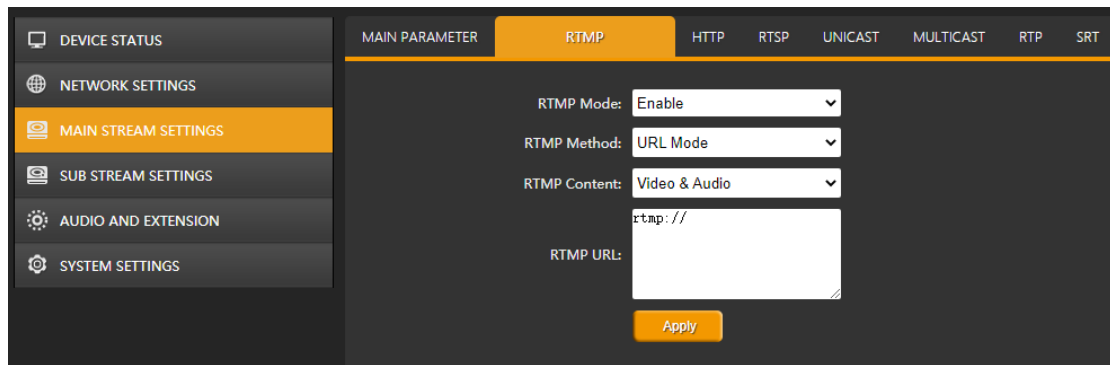 DEVICE STATUS
NETWORK SETTINGS
MAIN STREAM SETTINGS
SUB STREAM SETTINGS
AUDIO AND EXTENSION
SYSTEM SETTINGS
MAIN PARAMETER RTMP HTTP RTSP UNICAST MULTICAST RTP SRT
RTMP Mode: Enable
RTMP Method: URL Mode
RTMP Content: Video & Audio
RTMP URL: rtmp://
Apply